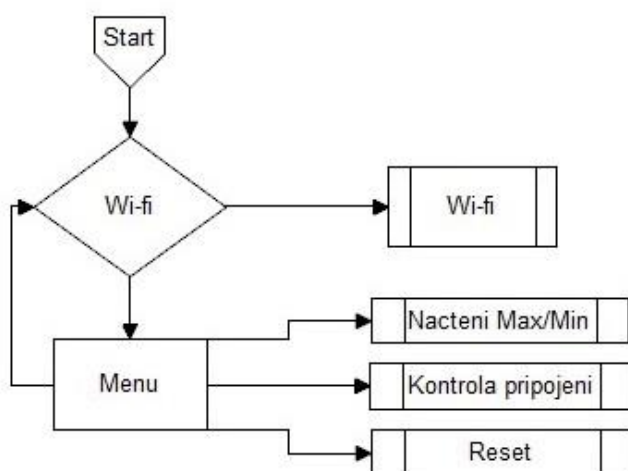 Start
Wi-fi
Wi-fi
Nacteni Max/Min
Menu
Kontrola pripojeni
Reset